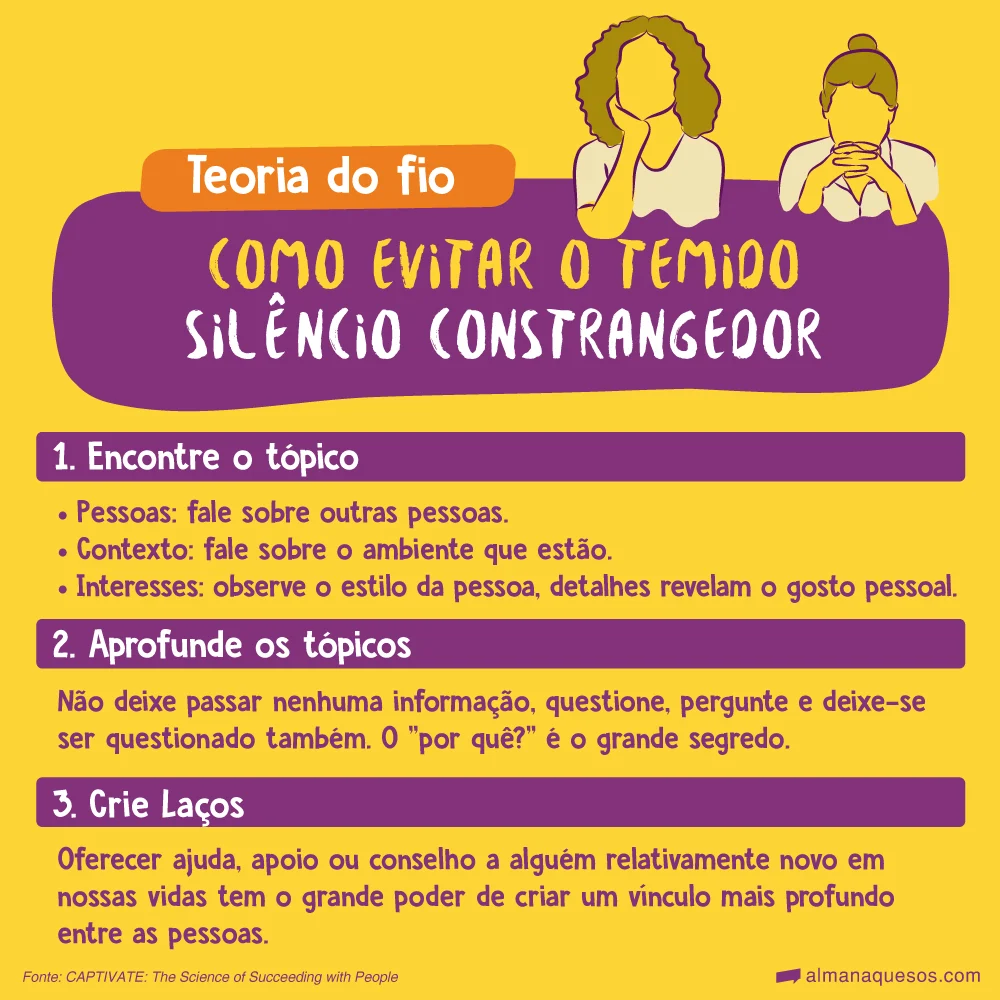 Teoria do fio
COMO EVITAR O TEMIDO
SILÊNCIO CONSTRANGEDOR
1. Encontre o tópico
• Pessoas: fale sobre outras pessoas.
• Contexto: fale sobre o ambiente que estão.
• Interesses: observe o estilo da pessoa, detalhes revelam o gosto pessoal.
2. Aprofunde os tópicos
Não deixe passar nenhuma informação, questione, pergunte e deixe-se
ser questionado também. O "por quê?" é o grande segredo.
3. Crie Laços
Oferecer ajuda, apoio ou conselho a alguém relativamente novo em
nossas vidas tem o grande poder de criar um vínculo mais profundo
entre as pessoas.
Fonte: CAPTIVATE: The Science of Succeeding with People
almanaquesos.com